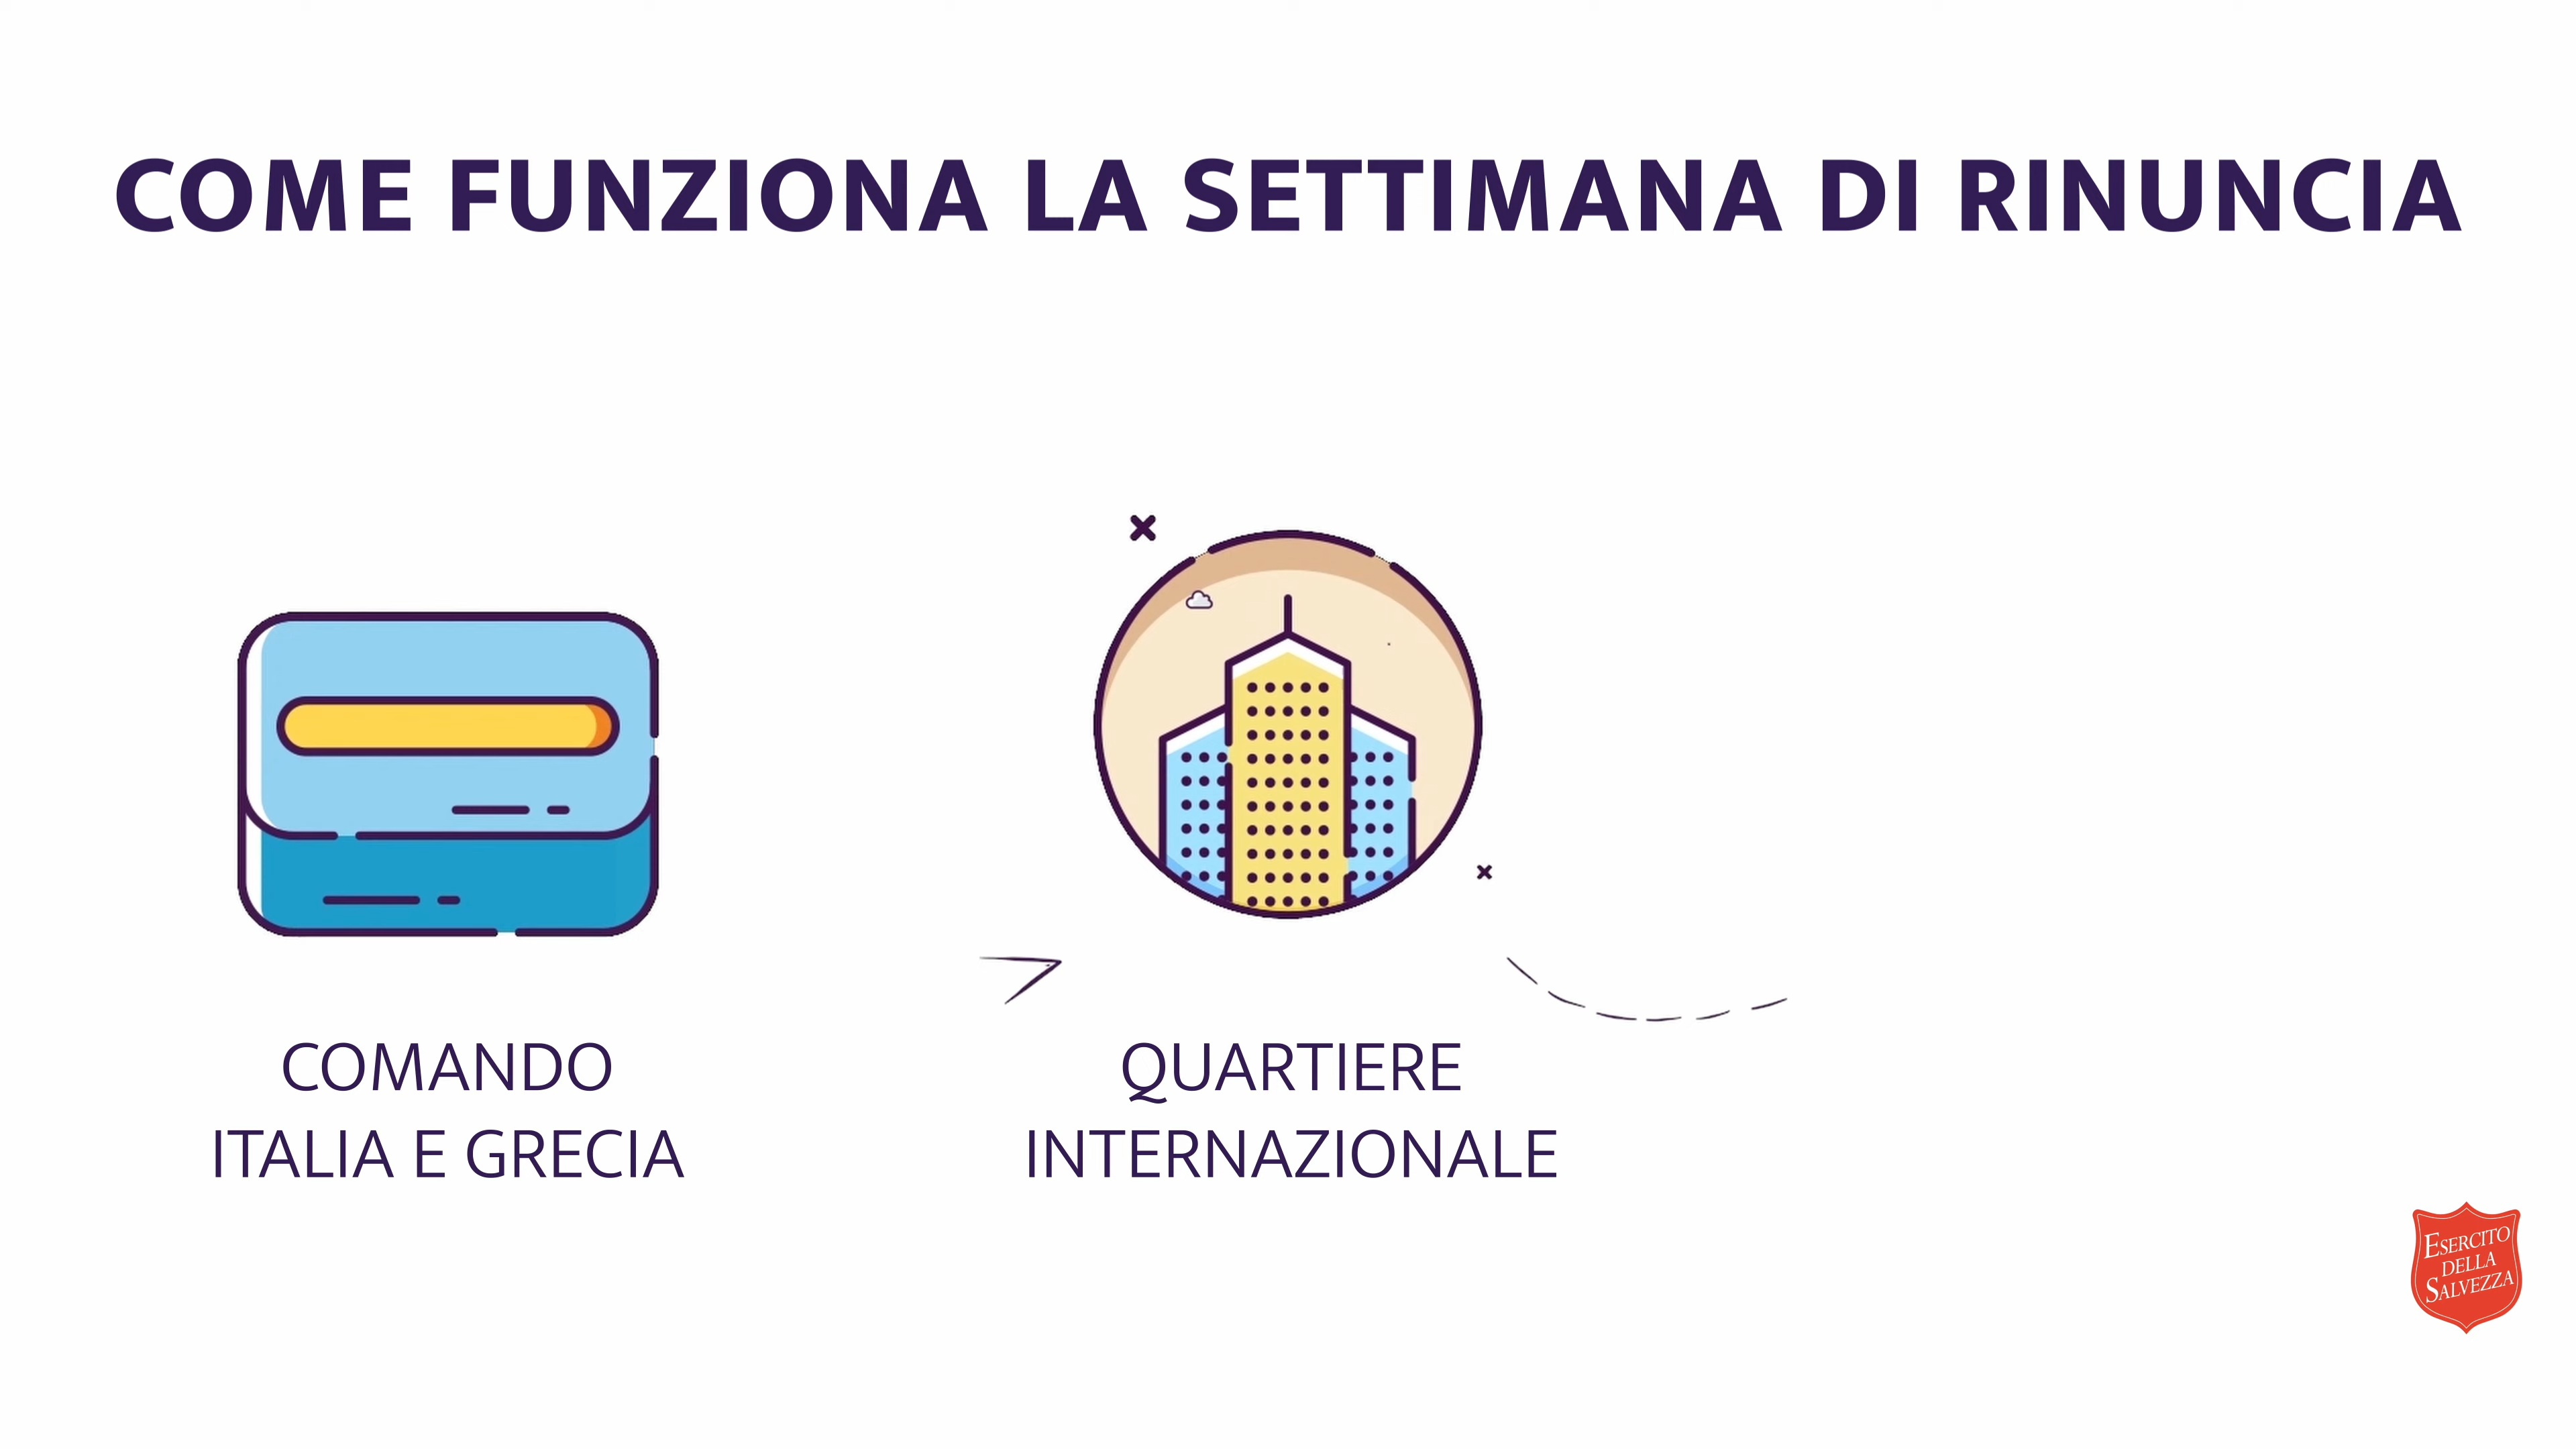 COME FUNZIONA LA SETTIMANA DI RINUNCIA
COMANDO
ITALIA E GRECIA
QUARTIERE
INTERNAZIONALE
ESERCITO
DELLA
SALVEZZA